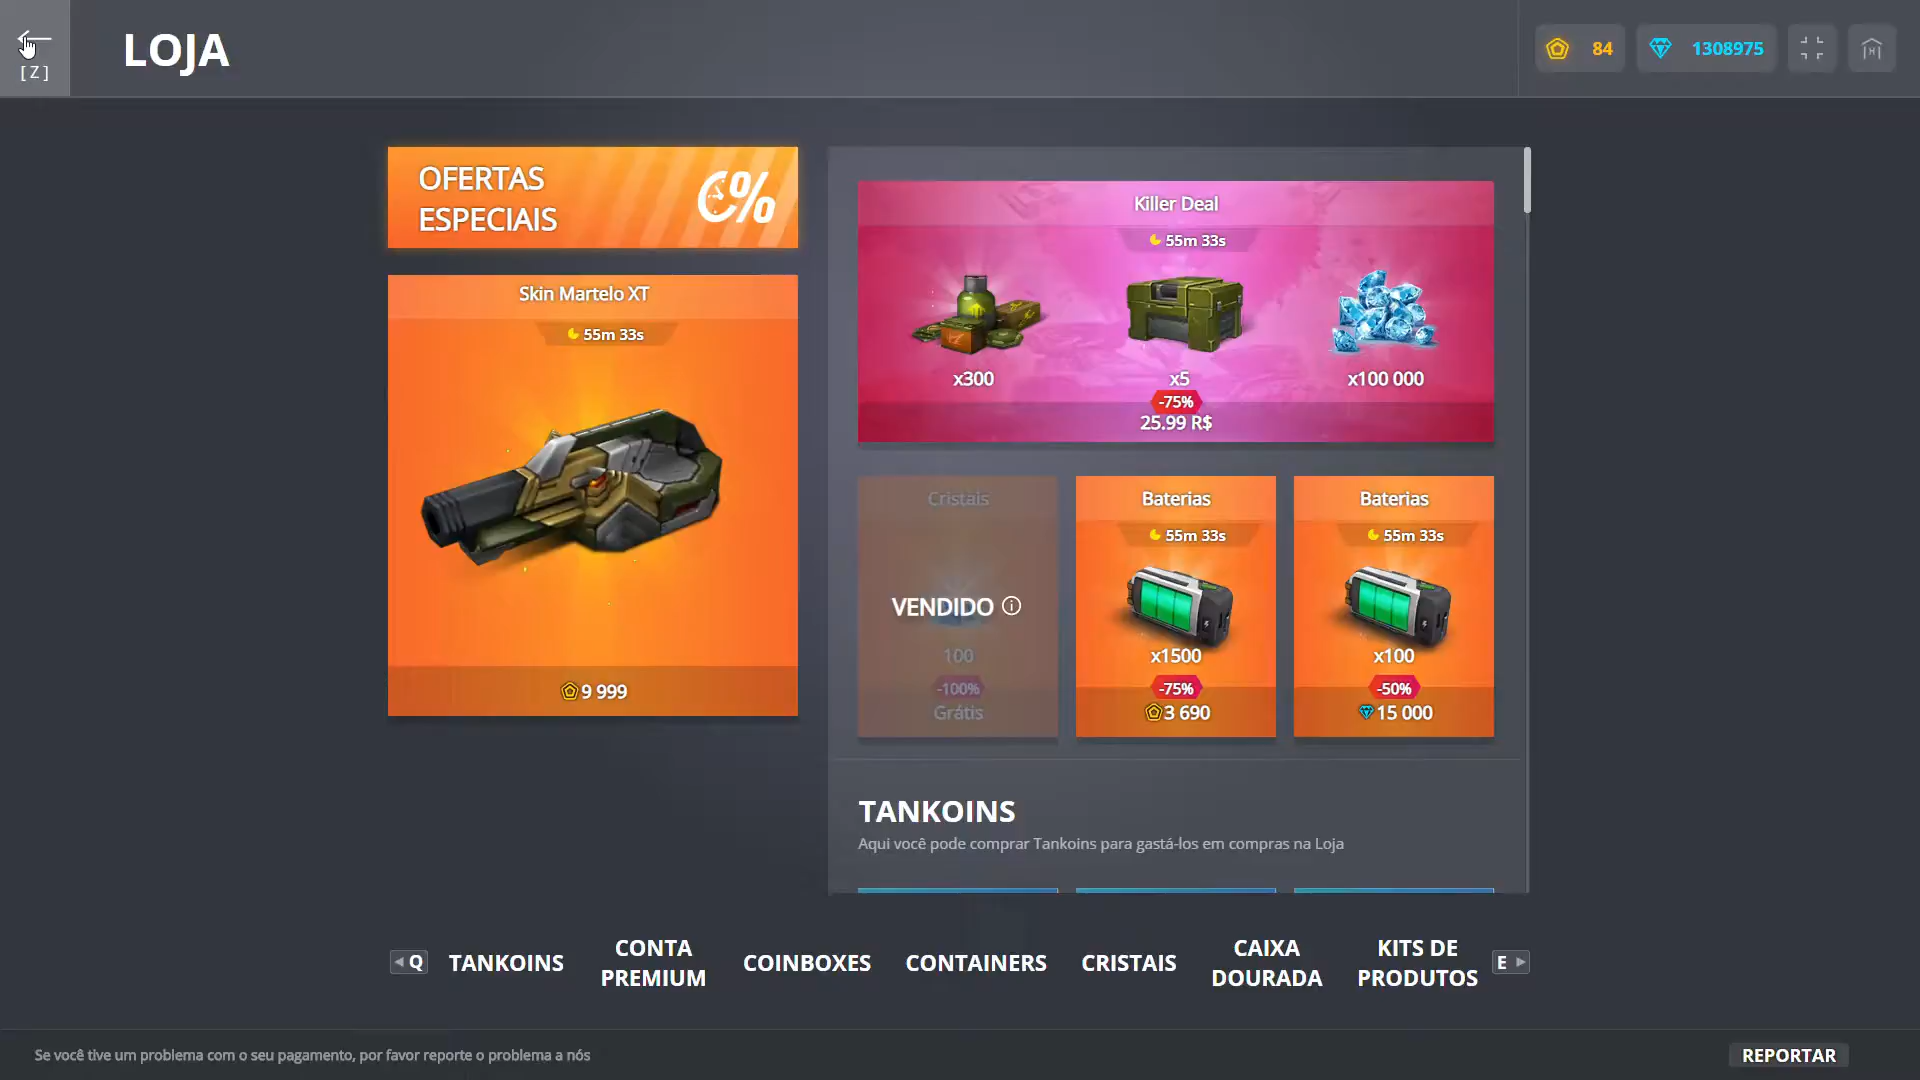 [ Z ]
LOJA
84
1308975
OFERTAS
ESPECIAIS
%
Skin Martelo XT
55m 33s
9 999
Killer Deal
55m 33s
x300
x5
x100 000
-75%
25.99 R$
Cristais
VENDIDO
100
-100%
Grátis
Baterias
55m 33s
x1500
-75%
3 690
Baterias
55m 33s
x100
-50%
15 000
TANKOINS
Aqui você pode comprar Tankoins para gastá-los em compras na Loja
Q
TANKOINS
CONTA
PREMIUM
COINBOXES
CONTAINERS
CRISTAIS
CAIXA
DOURADA
KITS DE
PRODUTOS
E
Se você tive um problema com o seu pagamento, por favor reporte o problema a nós
REPORTAR